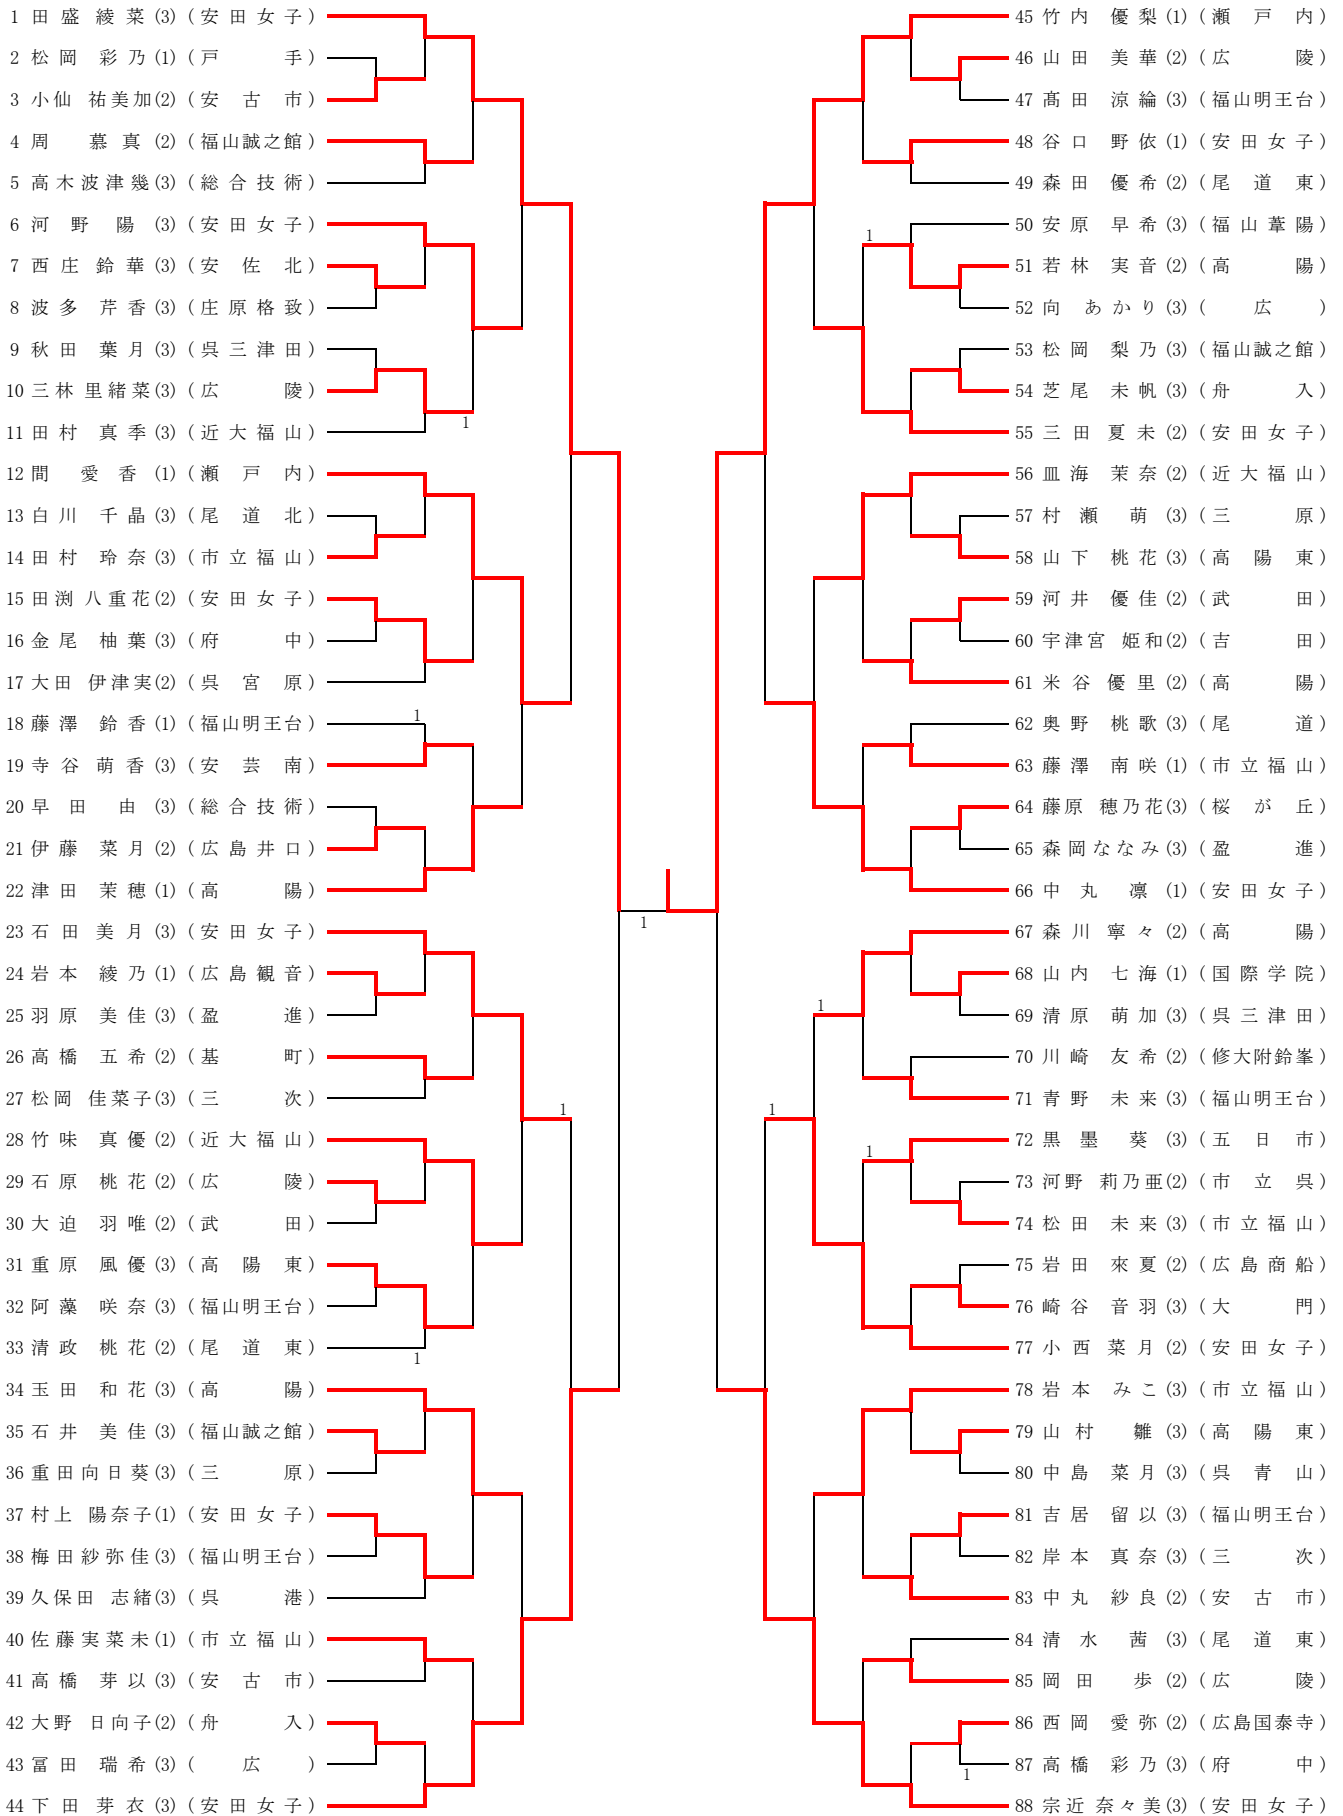 1 田盛綾菜(3) (安田女子)
2 松岡 彩乃(1) (戸 手)
3 小仙 祐美加(2) (安 古 市)
4 周 慕真(2) (福山誠之館)
5 高木波津幾(3) (総合技術)
6 河野 陽(3) (安田女子)
7 西庄鈴華(3) (安 佐 北)
8 波多 芹香(3) (庄原格致)
9 秋田 葉月(3) (呉三津田)
10 三林 里緒菜(3) (広 陵)
11 田村 真季(3) (近大福山)
1
12 間 愛香(1) (瀬 戸 内)
13 白川 千晶(3) (尾 道 北)
14 田村 玲奈(3) (市立福山)
15 田渕 八重花(2) (安田女子)
16 金尾 柚葉(3) (府 中)
17 大田 伊津実(2) (呉 宮 原)
18 藤澤 鈴香(1) (福山明王台)
1
19 寺谷萌香(3) (安 芸 南)
20 早田 由(3) (総合技術)
21 伊藤 菜月(2) (広島井口)
22 津田 茉穂(1) (高 陽)
1
23 石田美月(3) (安田女子)
24 岩本 綾乃(1) (広島観音)
25 羽原 美佳(3) (盈 進)
26 高橋 五希(2) (基 町)
27 松岡 佳菜子(3) (三 次)
1
28 竹味 真優(2) (近大福山)
29 石原 桃花(2) (広 陵)
30 大迫 羽唯(2) (武 田)
31 重原 風優(3) (高 陽 東)
32 阿藻 咲奈(3) (福山明王台)
33 清政 桃花(2) (尾 道 東)
1
34 玉田 和花(3) (高 陽)
35 石井 美佳(3) (福山誠之館)
36 重田向日葵(3) (三 原)
37 村上 陽奈子(1) (安田女子)
38 梅田紗弥佳(3) (福山明王台)
39 久保田 志緒(3) (呉 港)
40 佐藤実菜未(1) (市立福山)
41 高橋 芽以(3) (安 古 市)
42 大野 日向子(2) (舟 入)
43 冨田 瑞希(3) ( 広 )
44 下田芽衣(3) (安田女子)
45 竹内 優梨(1) (瀬 戸 内)
46 山田 美華(2) (広 陵)
47 髙田 涼綸(3) (福山明王台)
48 谷口 野依(1) (安田女子)
49 森田 優希(2) (尾 道 東)
50 安原 早希(3) (福山葦陽)
1
51 若林 実音(2) (高 陽)
52 向 あかり(3) ( 広 )
53 松岡 梨乃(3) (福山誠之館)
54 芝尾 未帆(3) (舟 入)
55 三田夏未(2) (安田女子)
56 皿海 茉奈(2) (近大福山)
57 村瀬 萌(3) (三 原)
58 山下 桃花(3) (高 陽 東)
59 河井 優佳(2) (武 田)
60 宇津宮 姫和(2) (吉 田)
61 米谷優里(2) (高 陽)
62 奥野 桃歌(3) (尾 道)
63 藤澤 南咲(1) (市立福山)
64 藤原 穂乃花(3) (桜 が 丘)
65 森岡ななみ(3) (盈 進)
66 中丸 凛(1) (安田女子)
67 森川寧々(2) (高 陽)
68 山内 七海(1) (国際学院)
69 清原 萌加(3) (呉三津田)
1
70 川崎 友希(2) (修大附鈴峯)
71 青野 未来(3) (福山明王台)
1
72 黒墨 葵(3) (五 日 市)
1
73 河野 莉乃亜(2) (市 立 呉)
74 松田 未来(3) (市立福山)
75 岩田 來夏(2) (広島商船)
76 崎谷 音羽(3) (大 門)
77 小西菜月(2) (安田女子)
78 岩本 みこ(3) (市立福山)
79 山村 雛(3) (高 陽 東)
80 中島 菜月(3) (呉 青 山)
81 吉居 留以(3) (福山明王台)
82 岸本 真奈(3) (三 次)
83 中丸 紗良(2) (安 古 市)
84 清水 茜(3) (尾 道 東)
85 岡田 歩(2) (広 陵)
86 西岡 愛弥(2) (広島国泰寺)
87 高橋 彩乃(3) (府 中)
1
88 宗近奈々美(3) (安田女子)